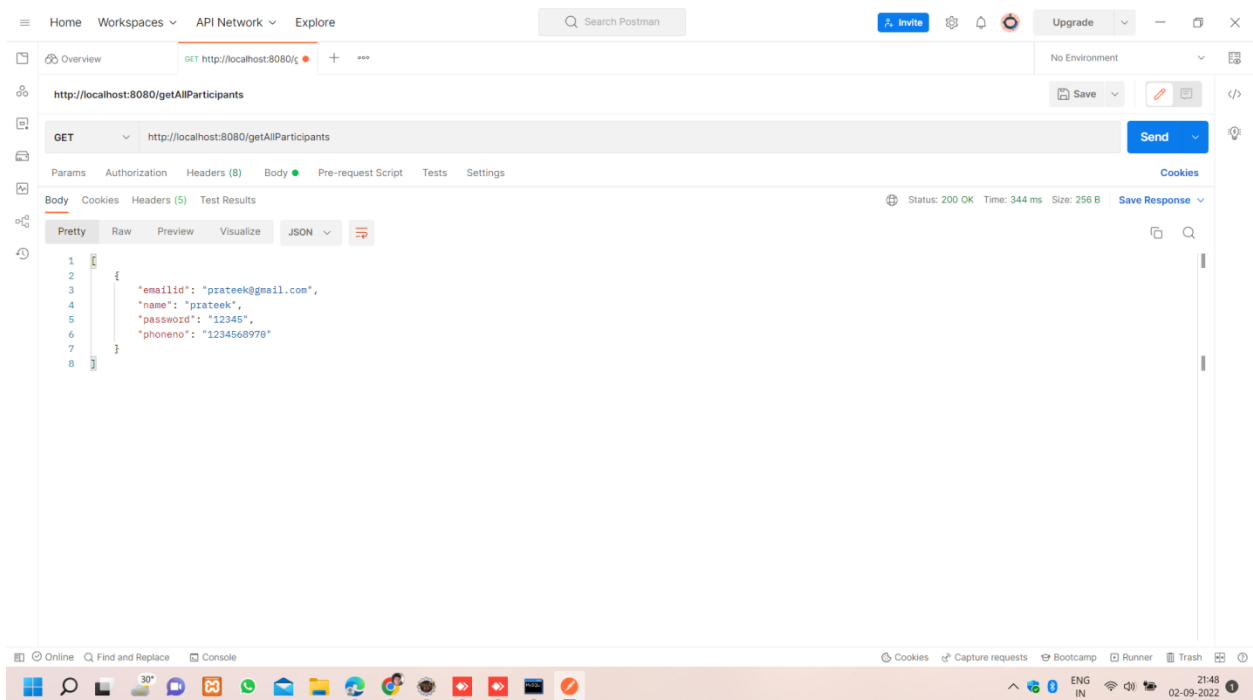 Home Workspaces API Network Explore Search Postman Invite Upgrade
Overview GET http://localhost:8080/g No Environment
http://localhost:8080/getAllParticipants Save
GET http://localhost:8080/getAllParticipants Send
Params Authorization Headers (8) Body Pre-request Script Tests Settings Cookies
Body Cookies Headers (5) Test Results Status: 200 OK Time: 344 ms Size: 256 B Save Response
Pretty Raw Preview Visualize JSON
1 [
2 {
3 "emailid": "prateek@gmail.com",
4 "name": "prateek",
5 "password": "12345",
6 "phoneno": "1234568970"
7 }
8 ]
Online Find and Replace Console Cookies Capture requests Bootcamp Runner Trash
30° ENG 21:48
IN 02-09-2022 1